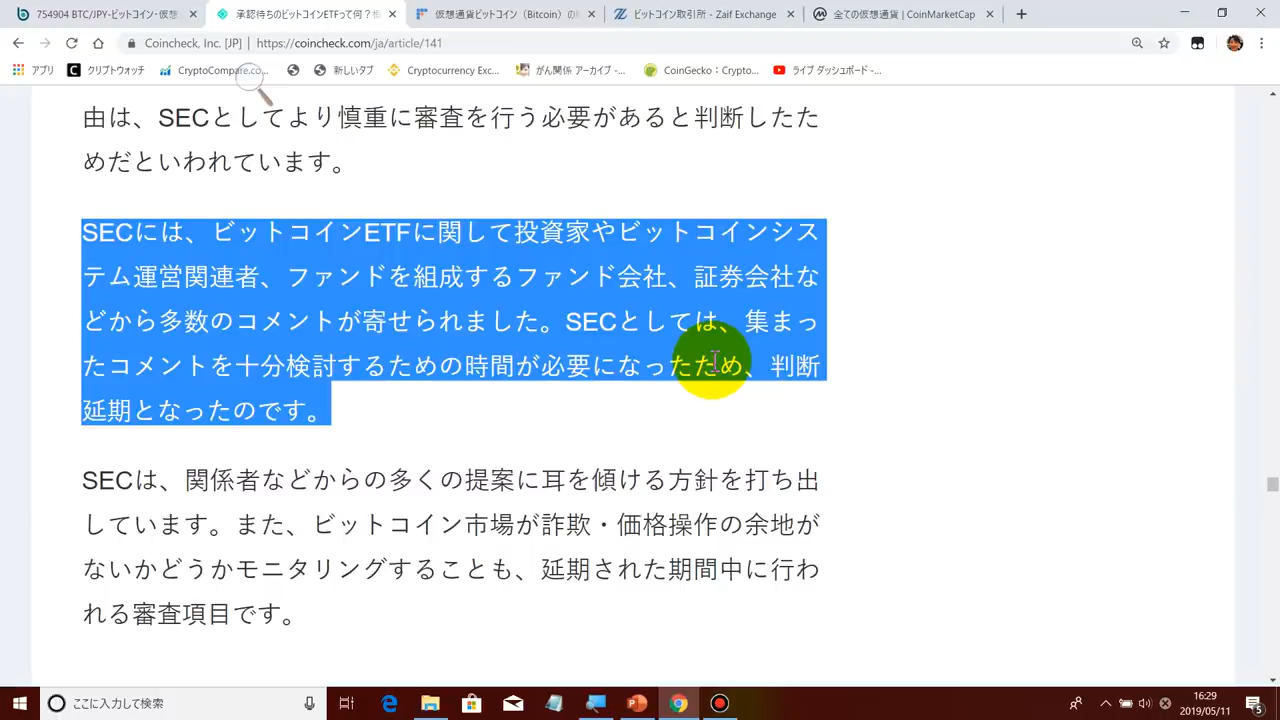 754904 BTC/JPY-ビットコイン・仮想
承認待ちのビットコインETFって何？
仮想通貨ビットコイン（Bitcoin）の
ビットコイン取引所 - Zaif Exchange
全ての仮想通貨 | CoinMarketCap
Coincheck, Inc. [JP] | https://coincheck.com/ja/article/141
アプリ
クリプトウォッチ
CryptoCompare.co...
新しいタブ
Cryptocurrency Exc...
がん関係 アーカイブ -...
CoinGecko：Crypto...
ライブ ダッシュボード -...
由は、SECとしてより慎重に審査を行う必要があると判断したた
めだといわれています。
SECには、ビットコインETFに関して投資家やビットコインシス
テム運営関連者、ファンドを組成するファンド会社、証券会社な
どから多数のコメントが寄せられました。SECとしては、集まっ
たコメントを十分検討するための時間が必要になったため、判断
延期となったのです。
SECは、関係者などからの多くの提案に耳を傾ける方針を打ち出
しています。また、ビットコイン市場が詐欺・価格操作の余地が
ないかどうかモニタリングすることも、延期された期間中に行わ
れる審査項目です。
ここに入力して検索
16:29
2019/05/11
5